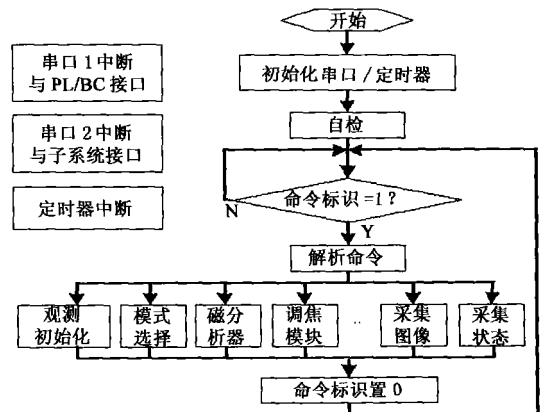 开始
串口1中断
与PL/BC接口
初始化串口/定时器
串口2中断
与子系统接口
自检
定时器中断
命令标识=1?
N
Y
解析命令
观测
初始化
模式
选择
磁分
析器
调焦
模块
..
采集
图像
采集
状态
命令标识置0